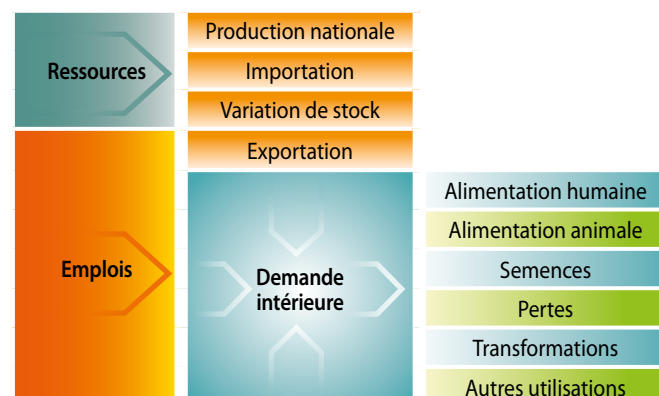 Ressources
Production nationale
Importation
Variation de stock
Emplois
Exportation
Demande
intérieure
Alimentation humaine
Alimentation animale
Semences
Pertes
Transformations
Autres utilisations